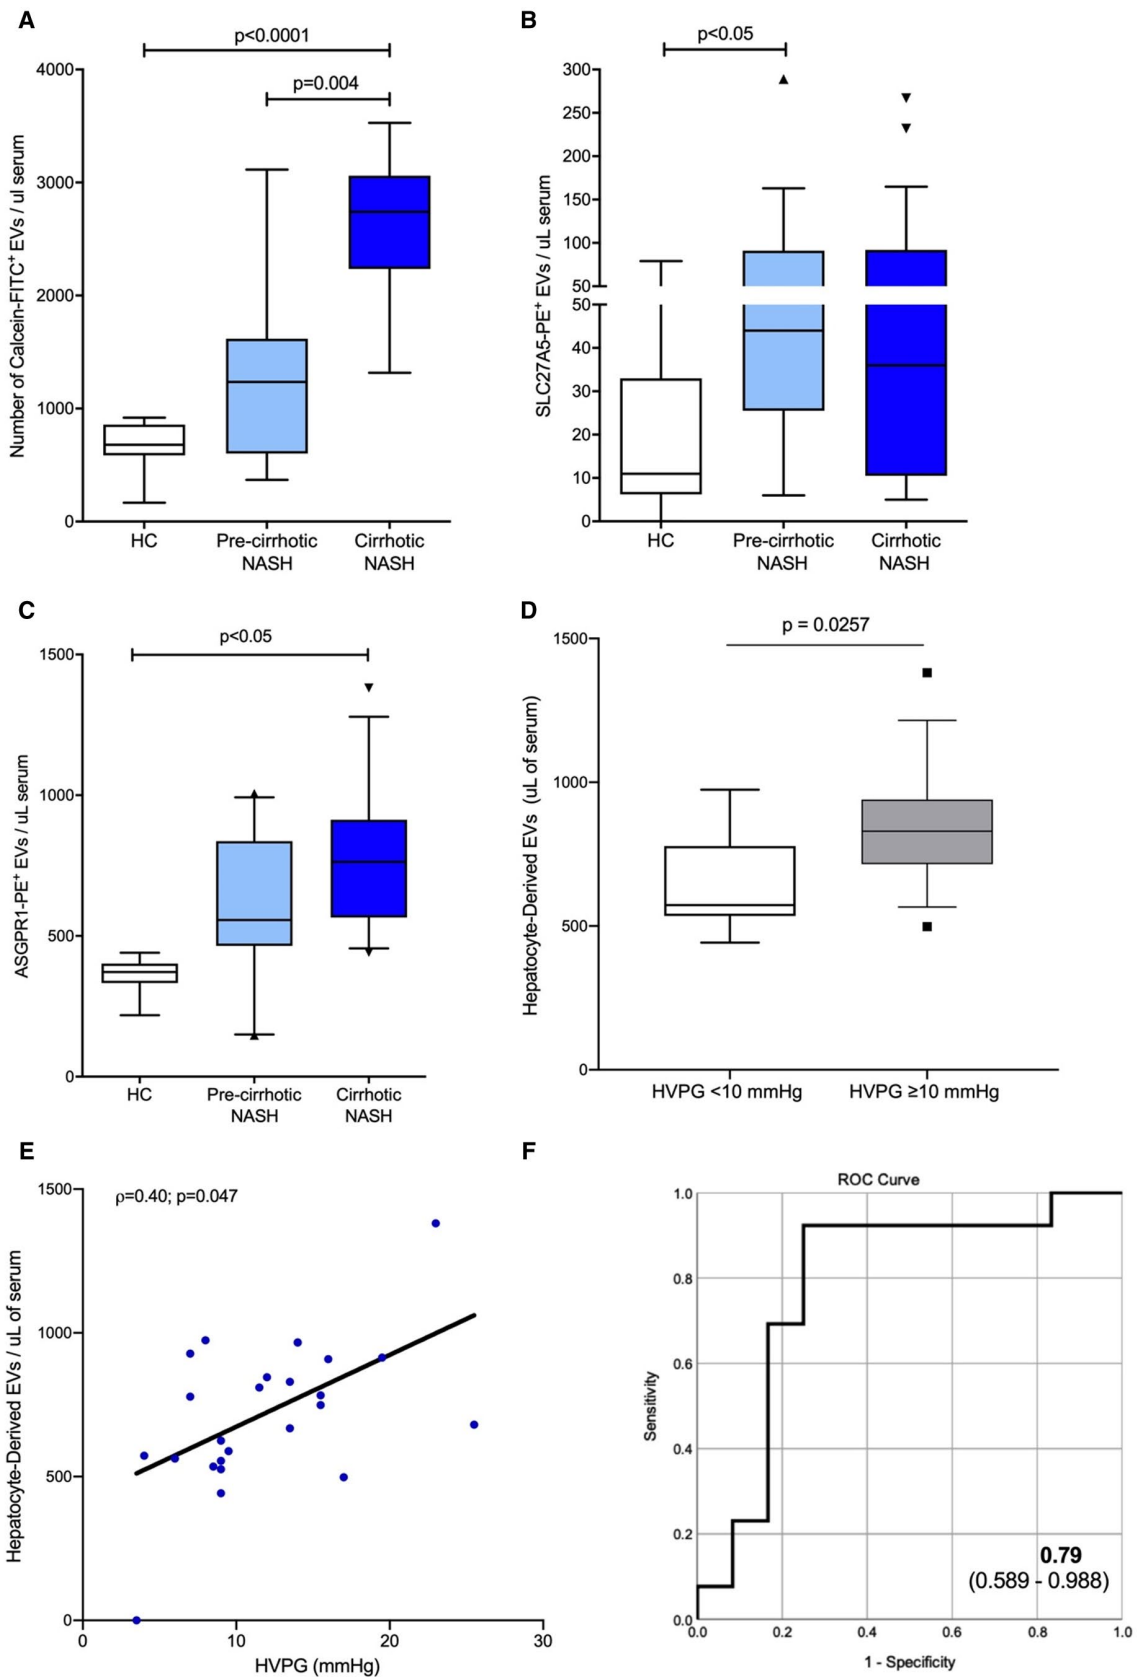 A
p<0.0001
p=0.004
Number of Calcein-FITC⁺ EVs / ul serum
4000
3000
2000
1000
0
HC
Pre-cirrhotic
NASH
Cirrhotic
NASH
B
p<0.05
SLC27A5-PE⁺ EVs / uL serum
300
250
200
150
100
50
50
40
30
20
10
0
HC
Pre-cirrhotic
NASH
Cirrhotic
NASH
C
p<0.05
ASGPR1-PE⁺ EVs / uL serum
1500
1000
500
0
HC
Pre-cirrhotic
NASH
Cirrhotic
NASH
D
p = 0.0257
Hepatocyte-Derived EVs (uL of serum)
1500
1000
500
0
HVPG <10 mmHg
HVPG ≥10 mmHg
E
ρ=0.40; p=0.047
Hepatocyte-Derived EVs / uL of serum
1500
1000
500
0
0
10
20
30
HVPG (mmHg)
F
ROC Curve
Sensitivity
1.0
0.8
0.6
0.4
0.2
0.0
0.79
(0.589 - 0.988)
0.0
0.2
0.4
0.6
0.8
1.0
1 - Specificity